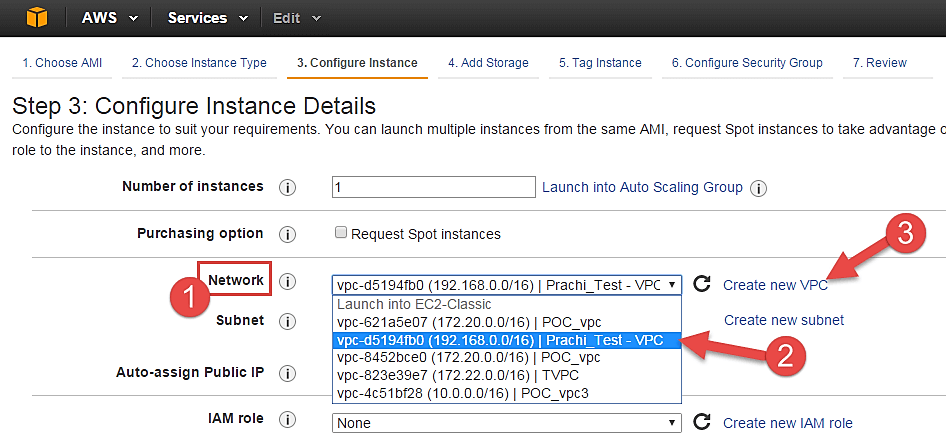 AWS Services Edit
1. Choose AMI 2. Choose Instance Type 3. Configure Instance 4. Add Storage 5. Tag Instance 6. Configure Security Group 7. Review
Step 3: Configure Instance Details
Configure the instance to suit your requirements. You can launch multiple instances from the same AMI, request Spot instances to take advantage o
role to the instance, and more.
Number of instances i 1 Launch into Auto Scaling Group i
Purchasing option i Request Spot instances
3
Network i vpc-d5194fb0 (192.168.0.0/16) | Prachi_Test - VPC Create new VPC
1
Launch into EC2-Classic
Subnet i vpc-621a5e07 (172.20.0.0/16) | POC_vpc Create new subnet
vpc-d5194fb0 (192.168.0.0/16) | Prachi_Test - VPC
2
vpc-8452bce0 (172.20.0.0/16) | POC_vpc
Auto-assign Public IP i vpc-823e39e7 (172.22.0.0/16) | TVPC
vpc-4c51bf28 (10.0.0.0/16) | POC_vpc3
IAM role i None Create new IAM role